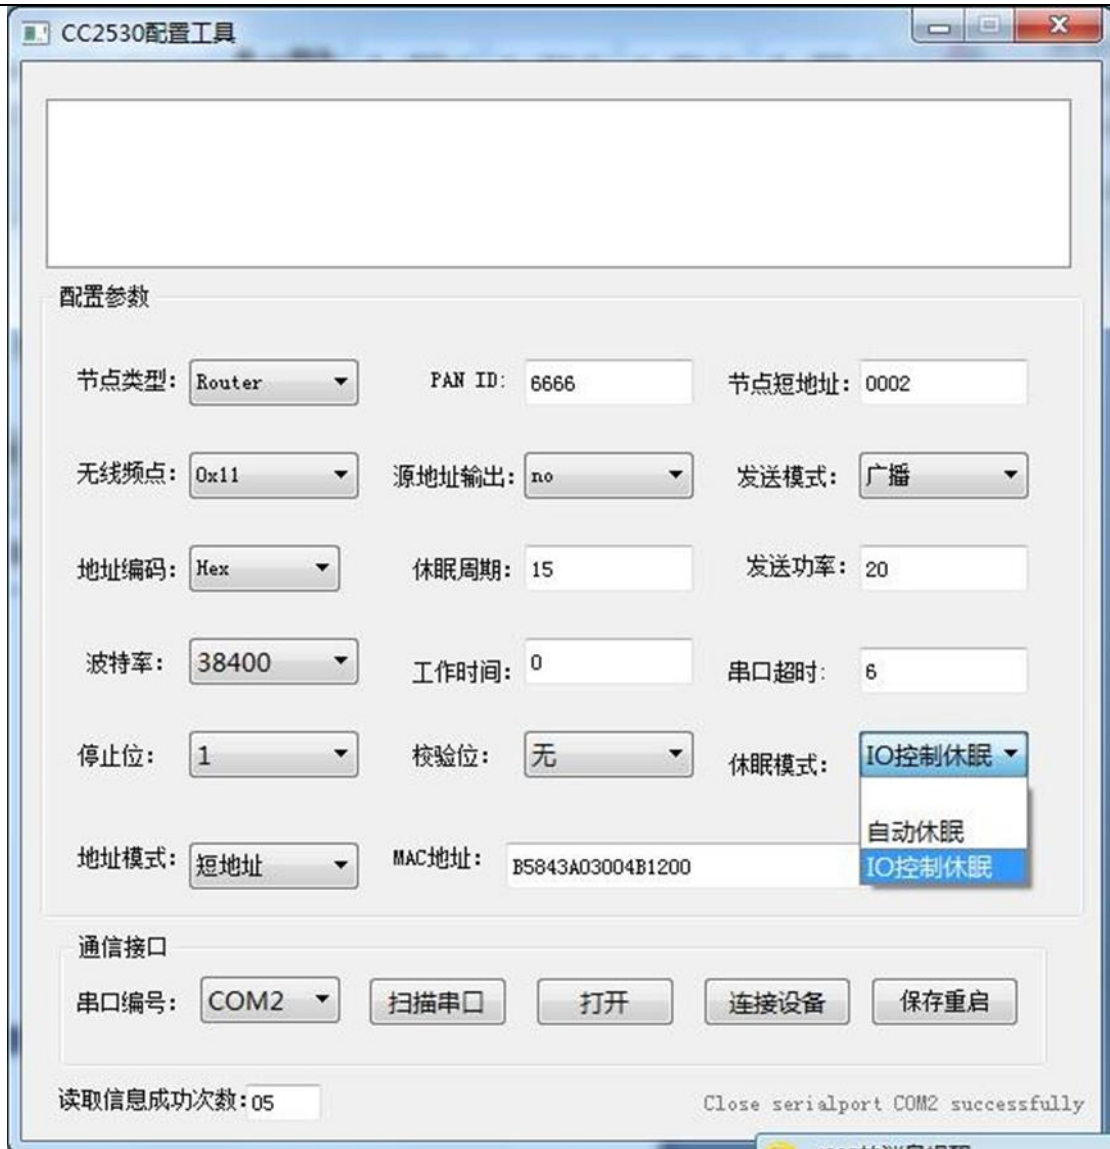 CC2530配置工具
配置参数
节点类型: Router PAN ID: 6666 节点短地址: 0002
无线频点: 0x11 源地址输出: no 发送模式: 广播
地址编码: Hex 休眠周期: 15 发送功率: 20
波特率: 38400 工作时间: 0 串口超时: 6
停止位: 1 校验位: 无 休眠模式: IO控制休眠
自动休眠
地址模式: 短地址 MAC地址: B5843A03004B1200 IO控制休眠
通信接口
串口编号: COM2 扫描串口 打开 连接设备 保存重启
读取信息成功次数: 05 Close serialport COM2 successfully